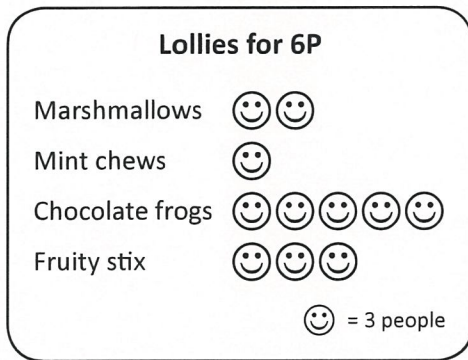 Lollies for 6P
Marshmallows
Mint chews
Chocolate frogs
Fruity stix
= 3 people